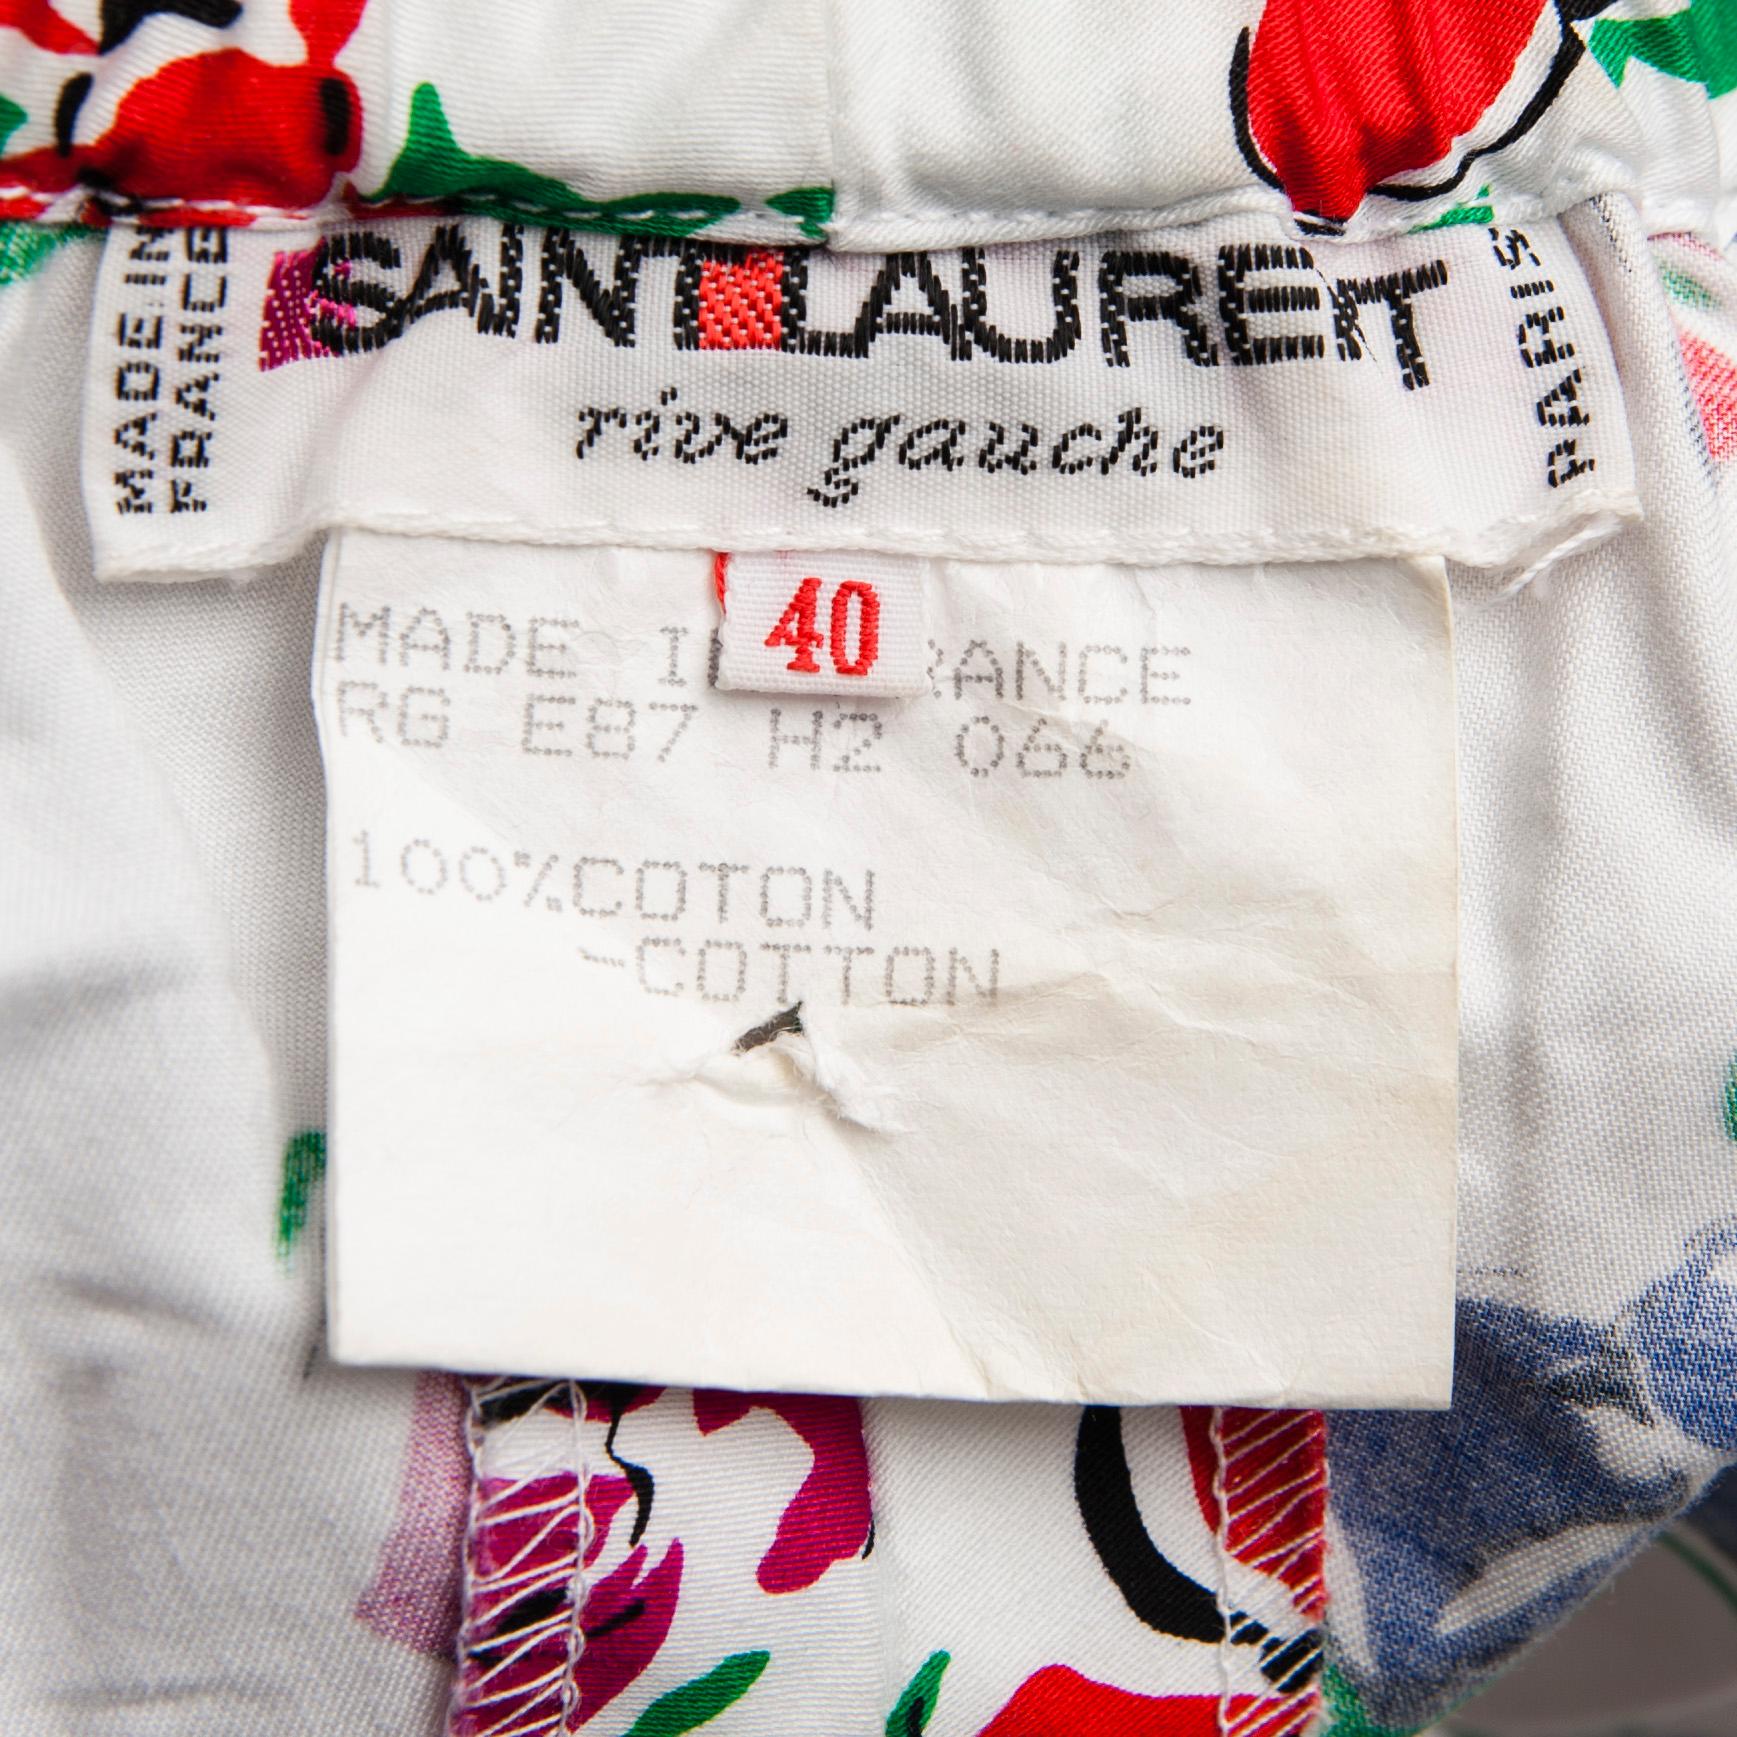 MADE IN
FRANCE
SAINT LAURENT
rive gauche
PARIS
40
MADE IN FRANCE
RG E87 H2 066
100%COTON
-COTTON